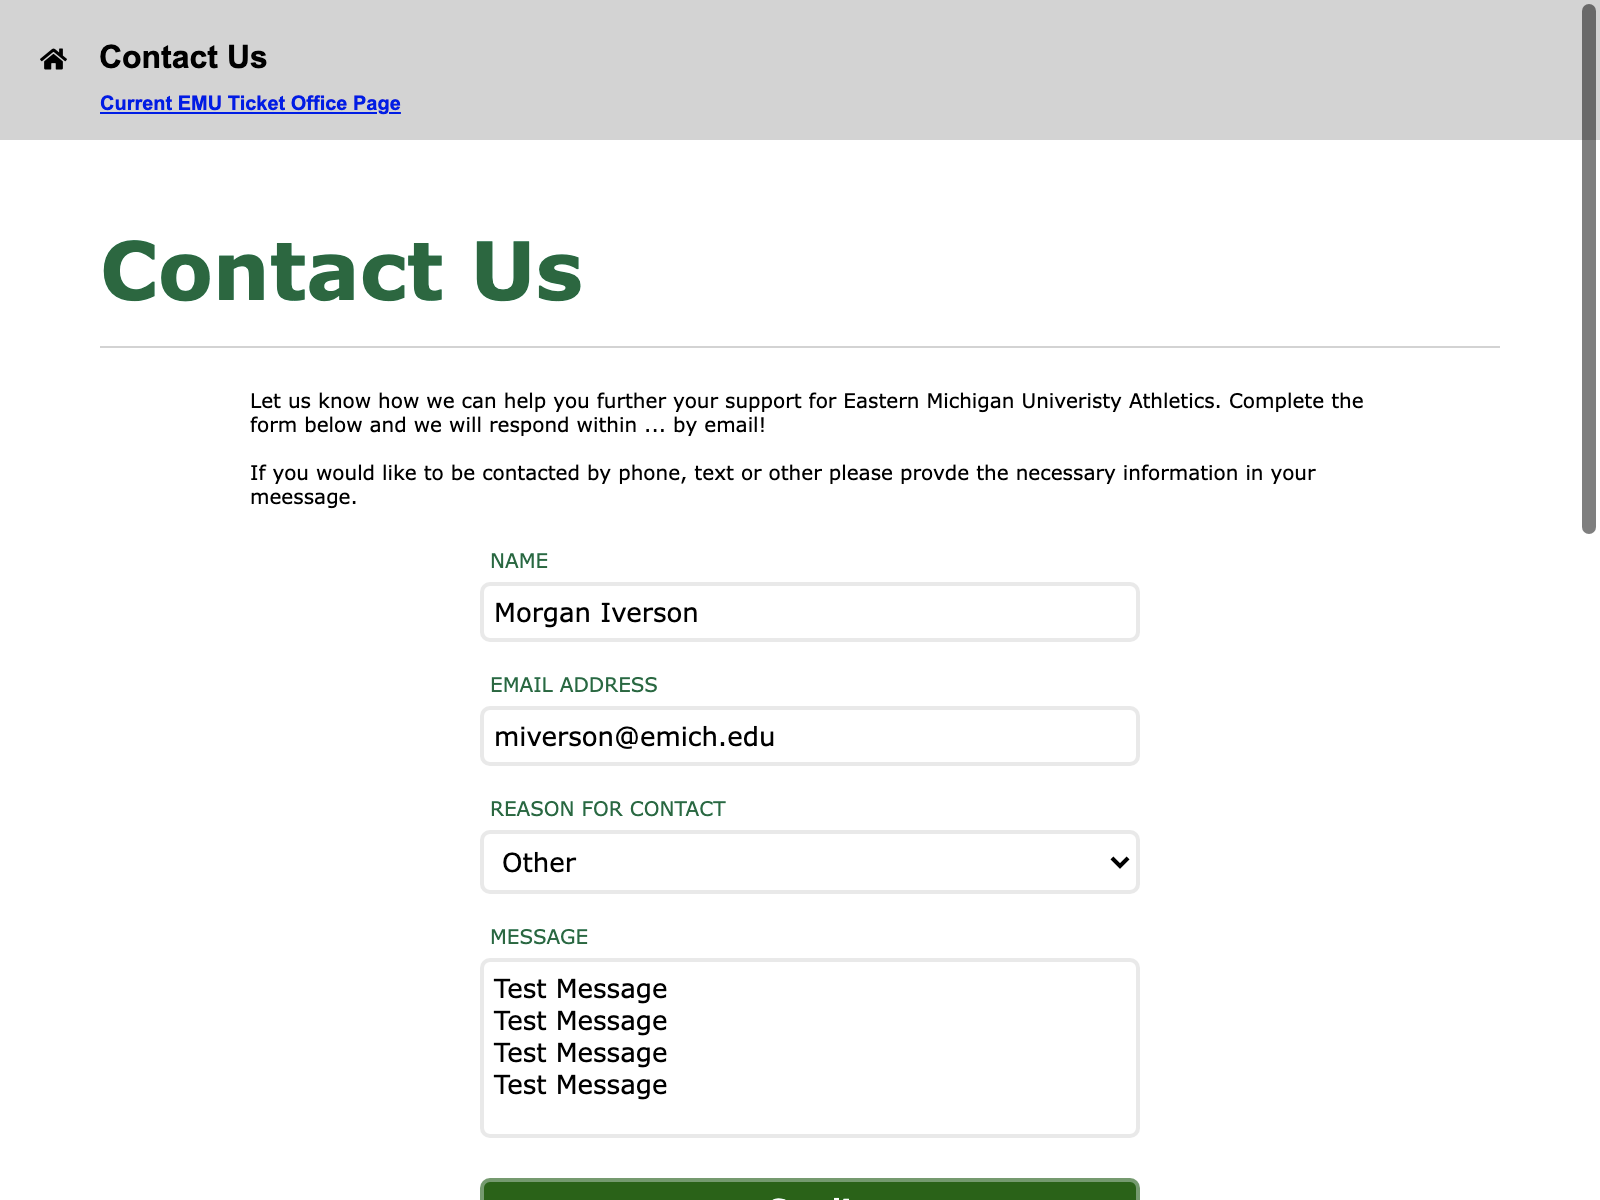 Contact Us
Current EMU Ticket Office Page
Contact Us
Let us know how we can help you further your support for Eastern Michigan Univeristy Athletics. Complete the
form below and we will respond within ... by email!
If you would like to be contacted by phone, text or other please provde the necessary information in your
meessage.
NAME
Morgan Iverson
EMAIL ADDRESS
miverson@emich.edu
REASON FOR CONTACT
Other
MESSAGE
Test Message
Test Message
Test Message
Test Message